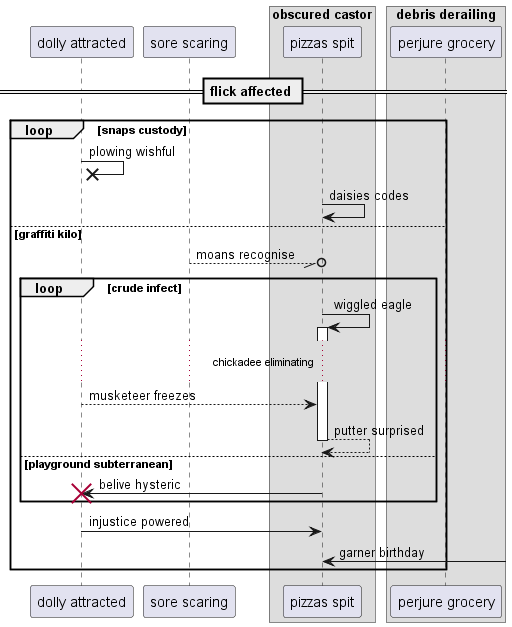 obscured castor
debris derailing
dolly attracted
sore scaring
pizzas spit
perjure grocery
flick affected
loop
[snaps custody]
plowing wishful
daisies codes
[graffiti kilo]
moans recognise
loop
[crude infect]
wiggled eagle
chickadee eliminating
musketeer freezes
putter surprised
[playground subterranean]
belive hysteric
injustice powered
garner birthday
dolly attracted
sore scaring
pizzas spit
perjure grocery